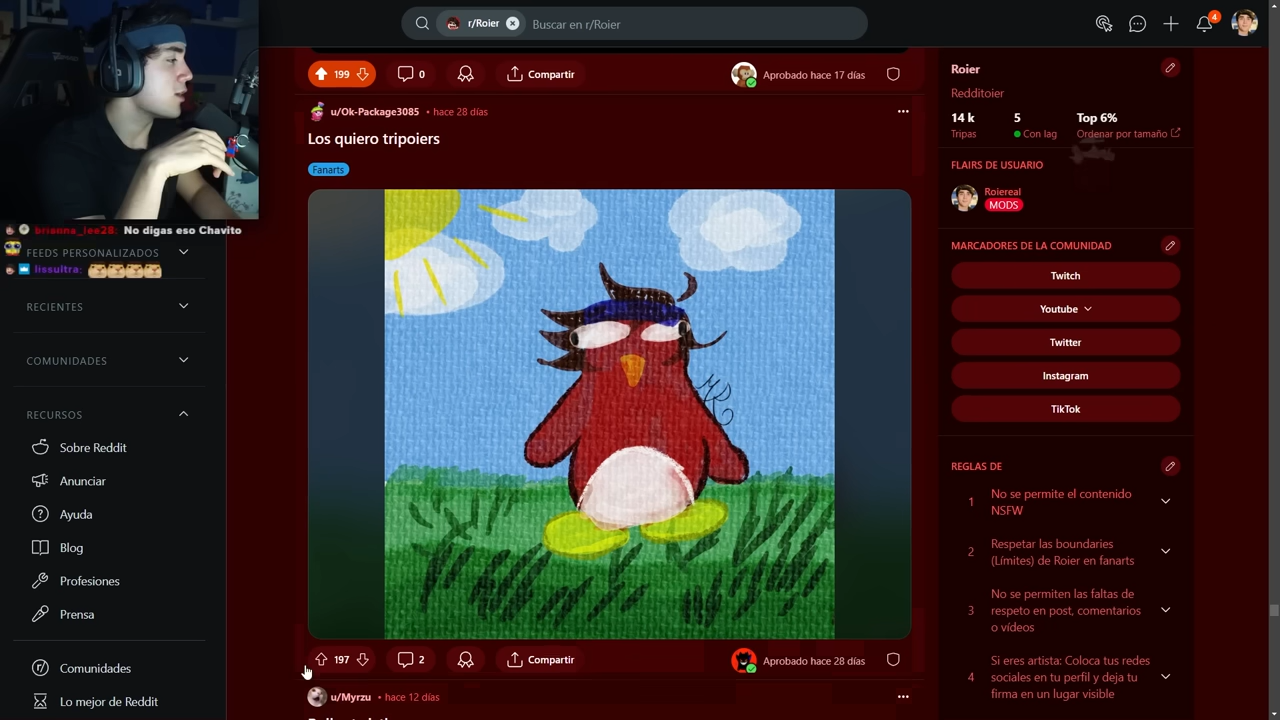 r/Roier
Buscar en r/Roier
4
199
0
Compartir
Aprobado hace 17 días
u/Ok-Package3085 • hace 28 días
Los quiero tripoiers
Fanarts
197
2
Compartir
Aprobado hace 28 días
u/Myrzu • hace 12 días
brianna_lee28: No digas eso Chavito
lissultra:
FEEDS PERSONALIZADOS
RECIENTES
COMUNIDADES
RECURSOS
Sobre Reddit
Anunciar
Ayuda
Blog
Profesiones
Prensa
Comunidades
Lo mejor de Reddit
Roier
Redditoier
14 k 5 Top 6%
Tripas Con lag Ordenar por tamaño
FLAIRS DE USUARIO
Roiereal
MODS
MARCADORES DE LA COMUNIDAD
Twitch
Youtube
Twitter
Instagram
TikTok
REGLAS DE
1 No se permite el contenido
NSFW
2 Respetar las boundaries
(Límites) de Roier en fanarts
3 No se permiten las faltas de
respeto en post, comentarios
o vídeos
4 Si eres artista: Coloca tus redes
sociales en tu perfil y deja tu
firma en un lugar visible